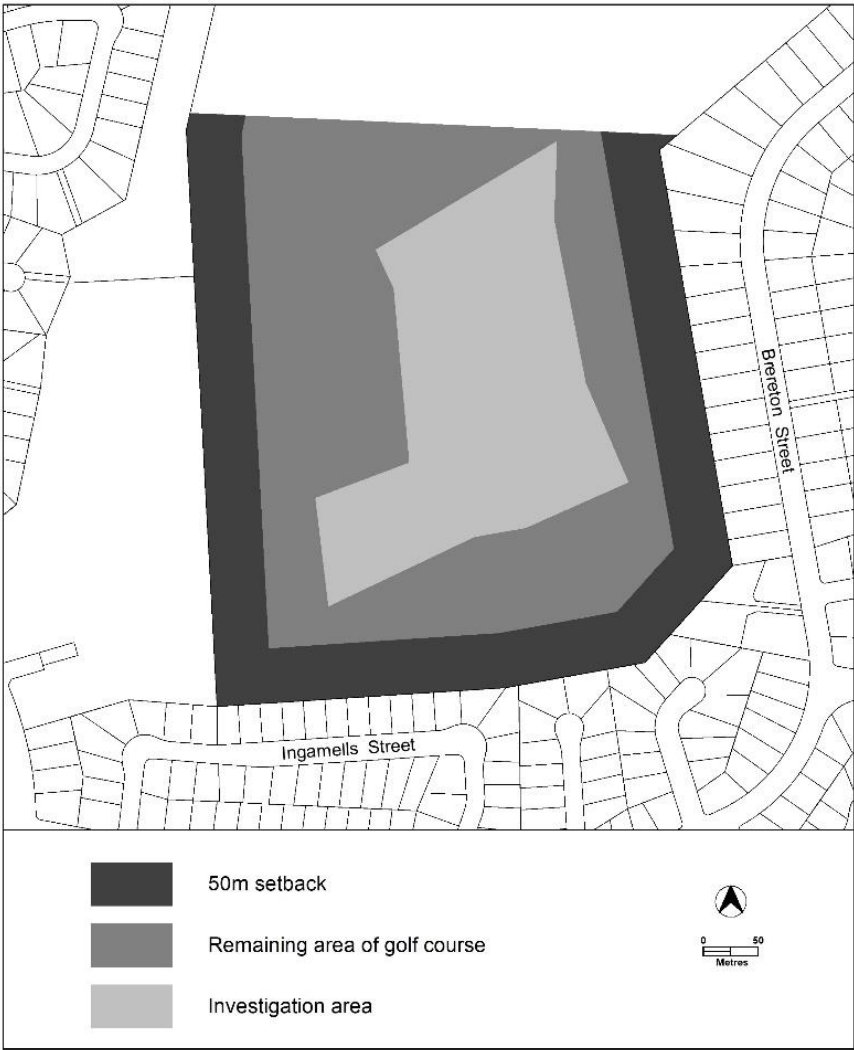 Brereton Street
Ingamells Street
50m setback
Remaining area of golf course
Investigation area
0 50
Metres